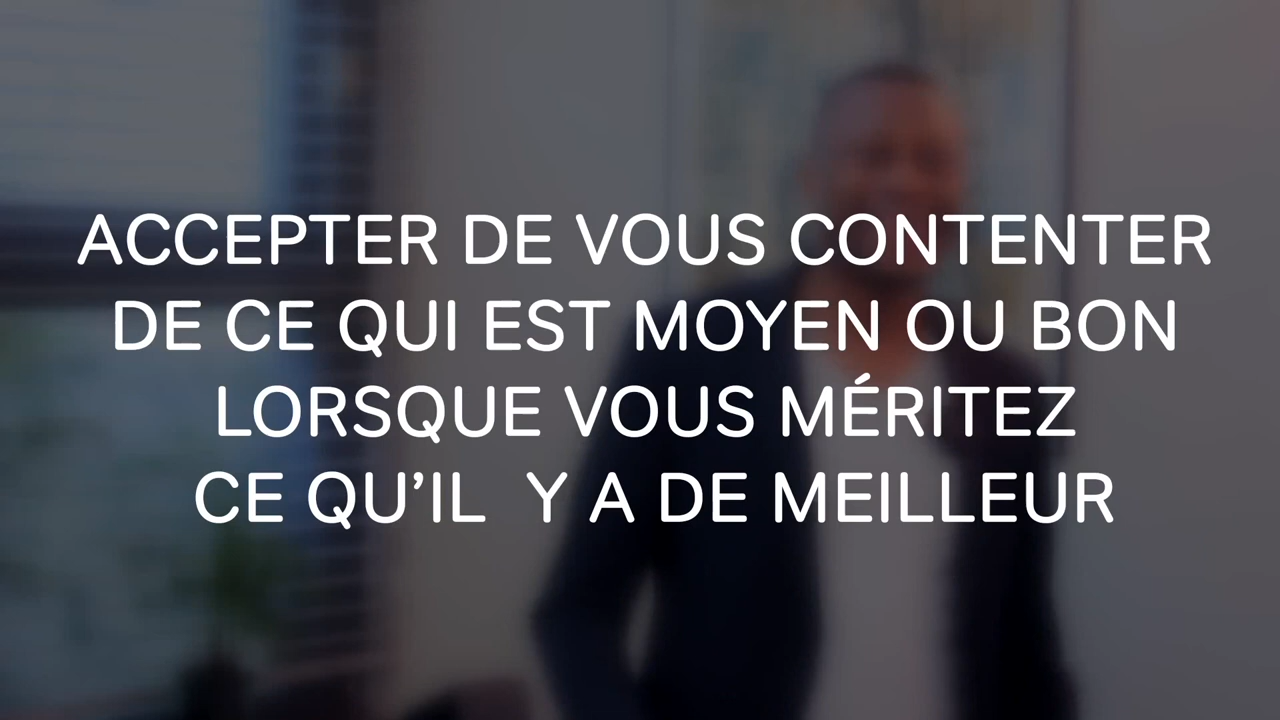 ACCEPTER DE VOUS CONTENTER
DE CE QUI EST MOYEN OU BON
LORSQUE VOUS MÉRITEZ
CE QU’IL  Y A DE MEILLEUR